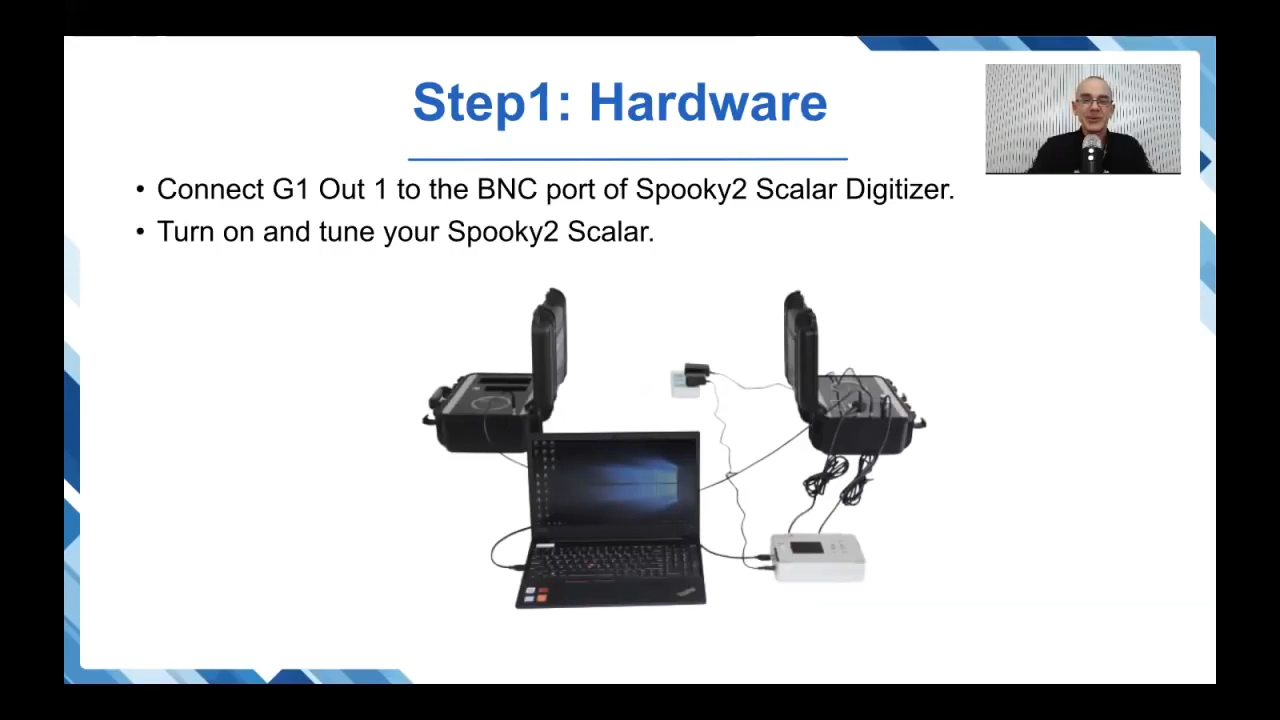 Step1: Hardware
• Connect G1 Out 1 to the BNC port of Spooky2 Scalar Digitizer.
• Turn on and tune your Spooky2 Scalar.